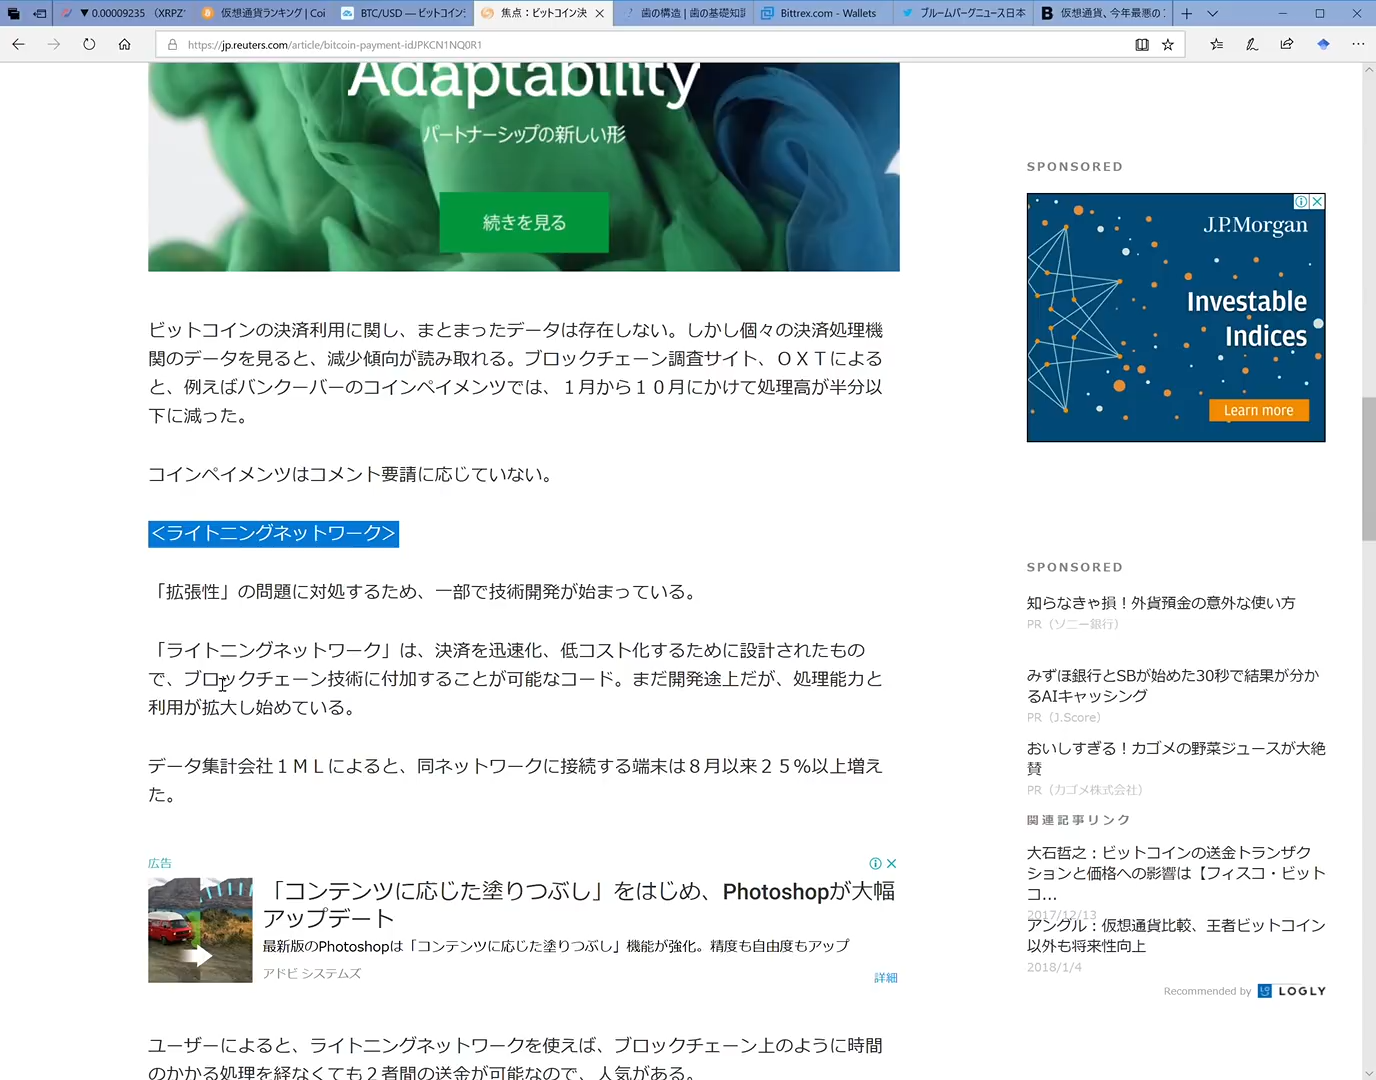 ▼ 0.00009235 （XRPZ
仮想通貨ランキング | Coi
BTC/USD — ビットコイン
焦点：ビットコイン決
歯の構造 | 歯の基礎知
Bittrex.com - Wallets
ブルームバーグニュース日本
仮想通貨、今年最悪の
https://jp.reuters.com/article/bitcoin-payment-idJPKCN1NQ0R1
Adaptability
パートナーシップの新しい形
続きを見る
ビットコインの決済利用に関し、まとまったデータは存在しない。しかし個々の決済処理機
関のデータを見ると、減少傾向が読み取れる。ブロックチェーン調査サイト、ＯＸＴによる
と、例えばバンクーバーのコインペイメンツでは、１月から１０月にかけて処理高が半分以
下に減った。
コインペイメンツはコメント要請に応じていない。
＜ライトニングネットワーク＞
「拡張性」の問題に対処するため、一部で技術開発が始まっている。
「ライトニングネットワーク」は、決済を迅速化、低コスト化するために設計されたもの
で、ブロックチェーン技術に付加することが可能なコード。まだ開発途上だが、処理能力と
利用が拡大し始めている。
データ集計会社１ＭＬによると、同ネットワークに接続する端末は８月以来２５％以上増え
た。
広告
「コンテンツに応じた塗りつぶし」をはじめ、Photoshopが大幅
アップデート
最新版のPhotoshopは「コンテンツに応じた塗りつぶし」機能が強化。精度も自由度もアップ
アドビ システムズ
詳細
ユーザーによると、ライトニングネットワークを使えば、ブロックチェーン上のように時間
のかかる処理を経なくても２者間の送金が可能なので、人気がある。
SPONSORED
J.P.Morgan
Investable
Indices
Learn more
SPONSORED
知らなきゃ損！外貨預金の意外な使い方
PR（ソニー銀行）
みずほ銀行とSBが始めた30秒で結果が分か
るAIキャッシング
PR（J.Score）
おいしすぎる！カゴメの野菜ジュースが大絶
賛
PR（カゴメ株式会社）
関連記事リンク
大石哲之：ビットコインの送金トランザク
ションと価格への影響は【フィスコ・ビット
コ...
2017/12/13
アングル：仮想通貨比較、王者ビットコイン
以外も将来性向上
2018/1/4
Recommended by LOGLY